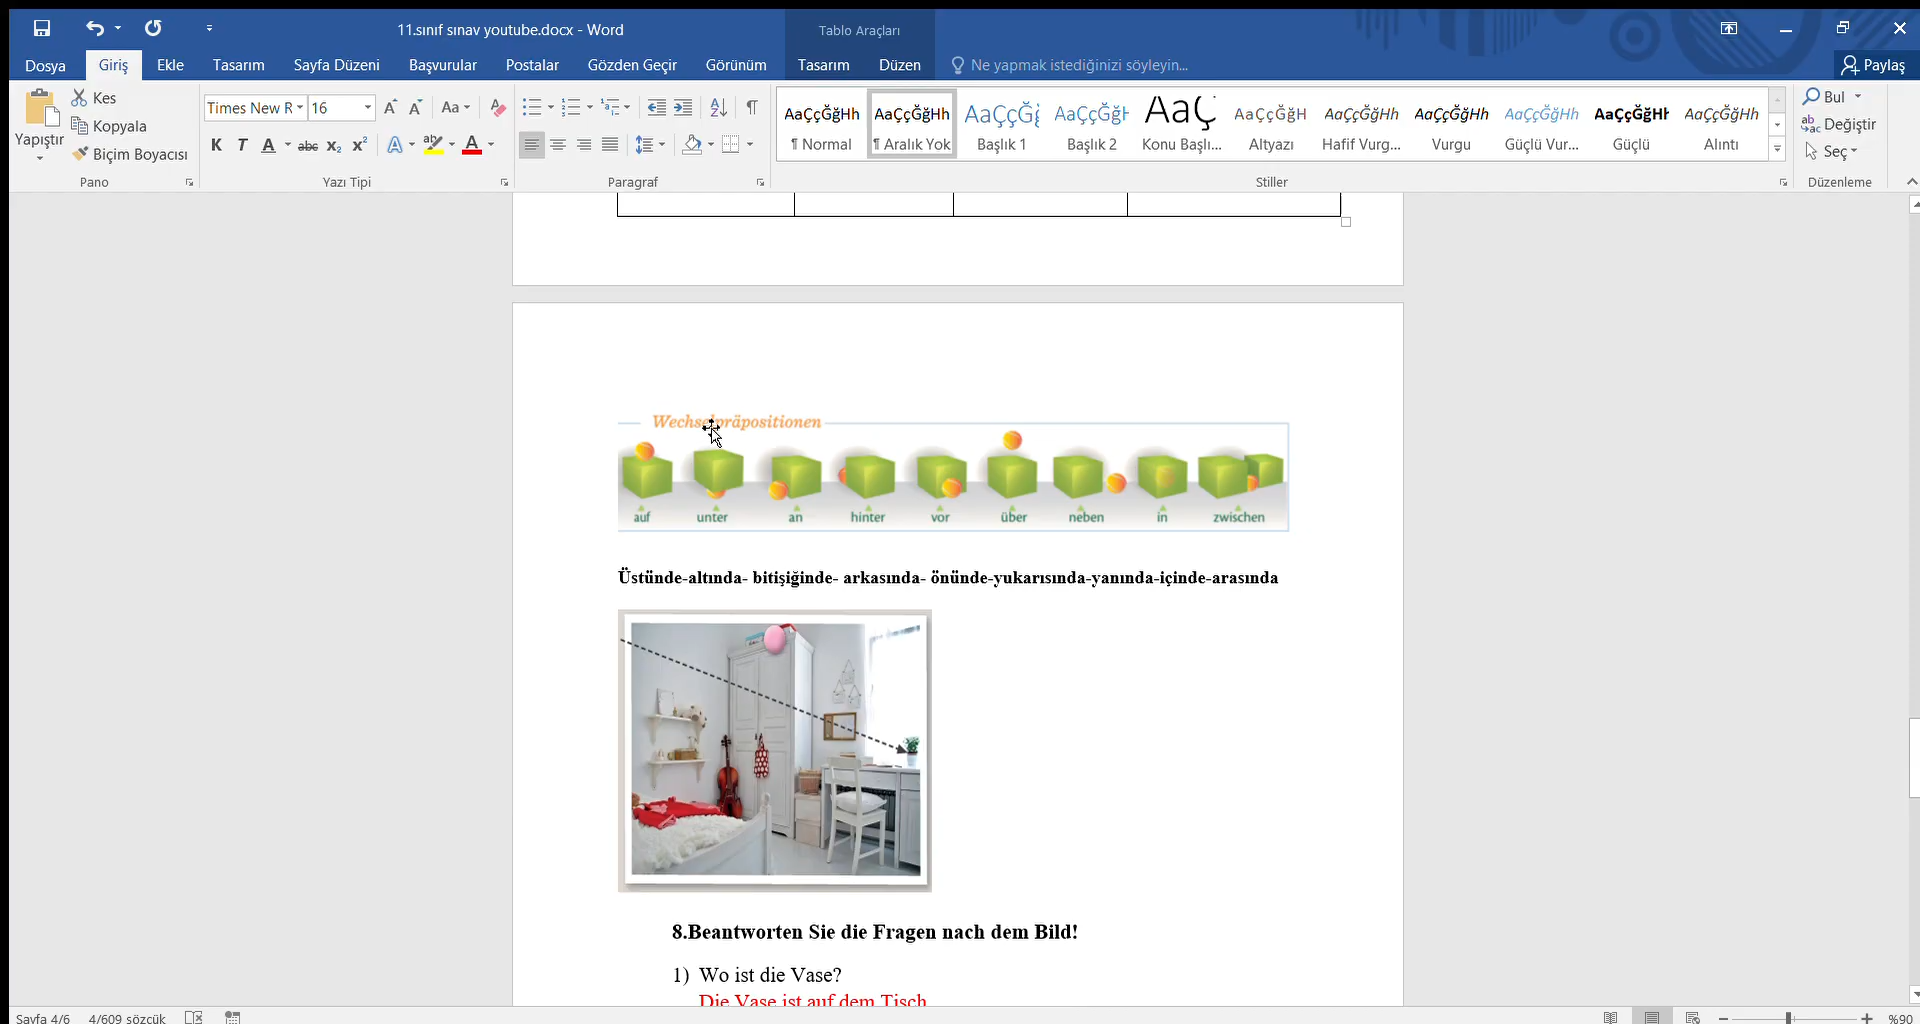 11.sınıf sınav youtube.docx - Word
Tablo Araçları
Dosya Giriş Ekle Tasarım Sayfa Düzeni Başvurular Postalar Gözden Geçir Görünüm Tasarım Düzen Ne yapmak istediğinizi söyleyin... Paylaş
Yapıştır
Kes
Kopyala
Biçim Boyacısı
Pano
Times New R 16 Aa
K T A abc x₂ x² A A
Yazı Tipi
Paragraf
AaÇçĞğHh AaÇçĞğHh AaÇçĞğ AaÇçĞğH AaÇ AaÇçĞğH AaÇçĞğHh AaÇçĞğHh AaÇçĞğHh AaÇçĞğHh AaÇçĞğHh
¶ Normal ¶ Aralık Yok Başlık 1 Başlık 2 Konu Başlı... Altyazı Hafif Vurg... Vurgu Güçlü Vur... Güçlü Alıntı
Stiller
Bul
Değiştir
Seç
Düzenleme
Wechselpräpositionen
auf unter an hinter vor über neben in zwischen
Üstünde-altında- bitişiğinde- arkasında- önünde-yukarısında-yanında-içinde-arasında
8.Beantworten Sie die Fragen nach dem Bild!
1) Wo ist die Vase?
Die Vase ist auf dem Tisch
Sayfa 4/6 4/609 sözcük %90